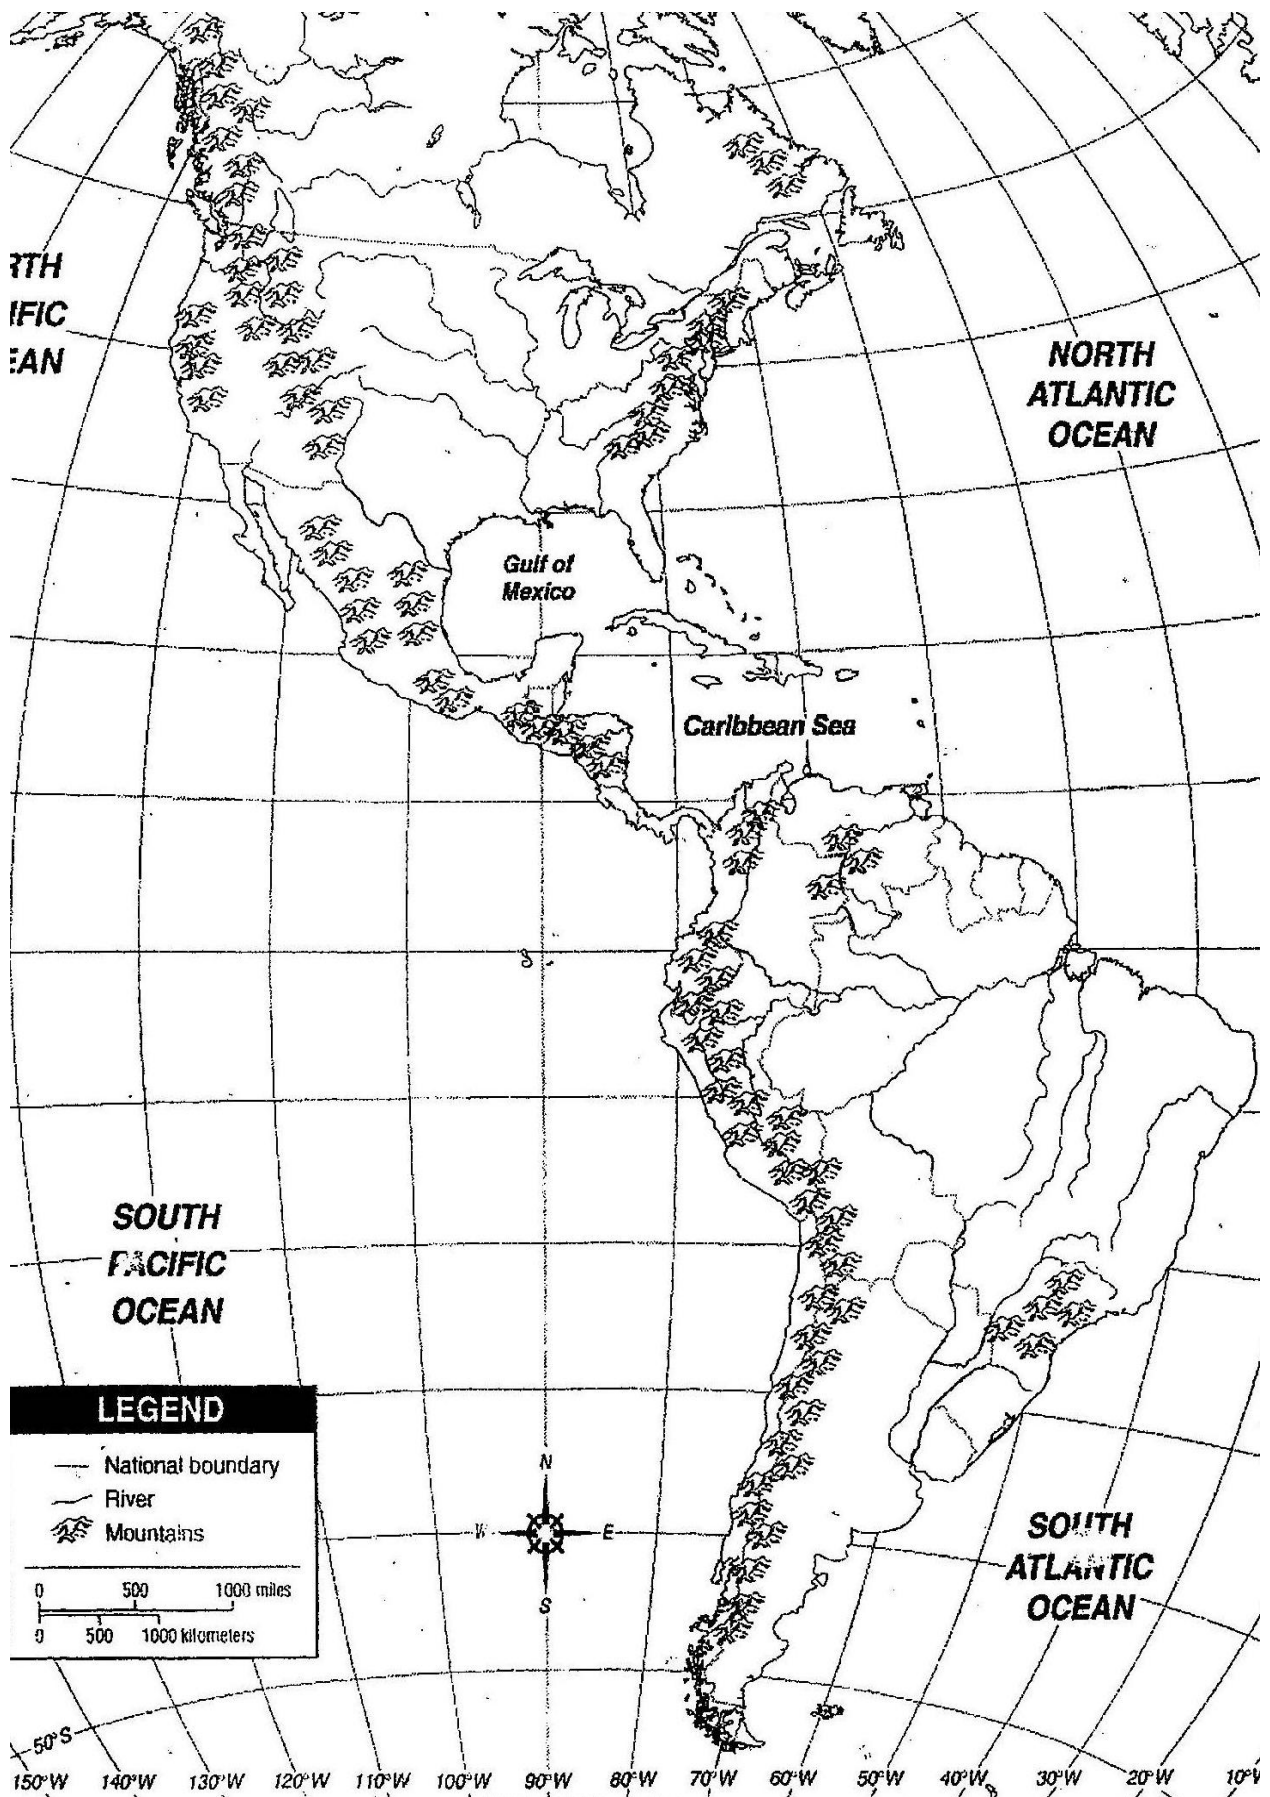 RTH
IFIC
EAN
NORTH
ATLANTIC
OCEAN
Gulf of
Mexico
Caribbean Sea
SOUTH
PACIFIC
OCEAN
LEGEND
National boundary
River
Mountains
0 500 1000 miles
0 500 1000 kilometers
N
W E
S
SOUTH
ATLANTIC
OCEAN
50°S
150°W 140°W 130°W 120°W 110°W 100°W 90°W 80°W 70°W 60°W 50°W 40°W 30°W 20°W 10°W